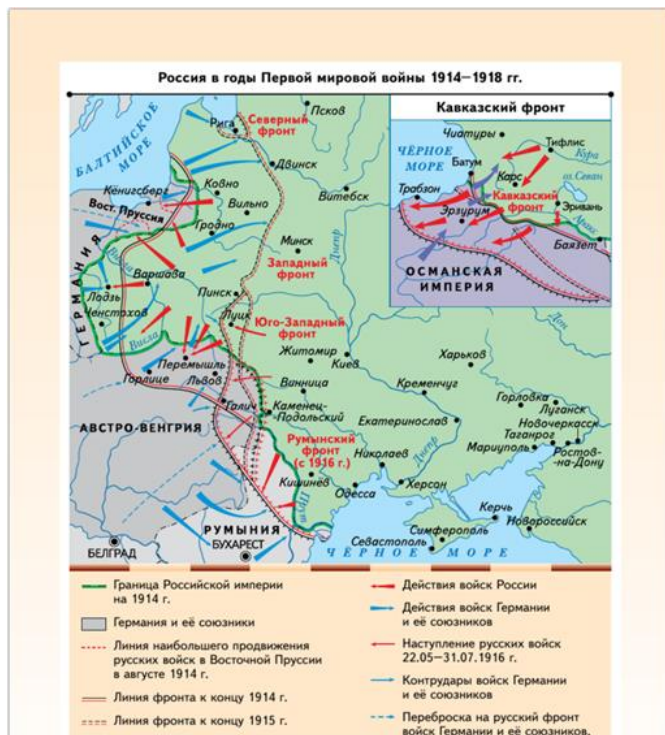 Россия в годы Первой мировой войны 1914—1918 гг.
БАЛТИЙСКОЕ
МОРЕ
Рига
Северный
фронт
Псков
Двинск
Кёнигсберг
Вост. Пруссия
Ковно
Вильно
Витебск
Гродно
Минск
Днепр
Западный
фронт
ГЕРМАНИЯ
Варшава
Лодзь
Пинск
Ченстохов
Висла
Луцк
Юго-Западный
фронт
Житомир
Киев
Харьков
Дон
Перемышль
Горлице
Львов
Винница
Кременчуг
Горловка
Луганск
Галич
Каменец-
Подольский
АВСТРО-ВЕНГРИЯ
Екатеринослав
Новочеркасск
Таганрог
Мариуполь
Ростов-
на-Дону
Румынский
фронт
(с 1916 г.)
Николаев
Днепр
Кишинёв
Прут
Одесса
Херсон
РУМЫНИЯ
БЕЛГРАД
БУХАРЕСТ
Керчь
Симферополь
Севастополь
Новороссийск
ЧЁРНОЕ МОРЕ
Кавказский фронт
Чиатуры
Тифлис
Кура
ЧЁРНОЕ
МОРЕ
Батум
оз. Севан
Карс
Трабзон
Кавказский
фронт
Эривань
Эрзурум
Аракс
Баязет
ОСМАНСКАЯ
ИМПЕРИЯ
Граница Российской империи
на 1914 г.
Германия и её союзники
Линия наибольшего продвижения
русских войск в Восточной Пруссии
в августе 1914 г.
Линия фронта к концу 1914 г.
Линия фронта к концу 1915 г.
Действия войск России
Действия войск Германии
и её союзников
Наступление русских войск
22.05—31.07.1916 г.
Контрудары войск Германии
и её союзников
Переброска на русский фронт
войск Германии и её союзников.